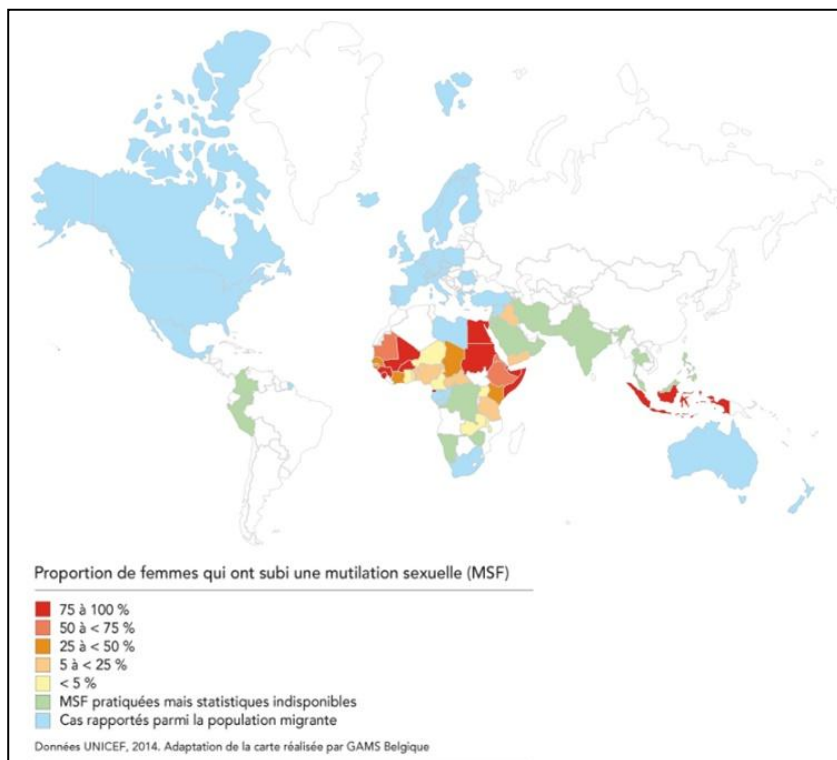 Proportion de femmes qui ont subi une mutilation sexuelle (MSF)
75 à 100 %
50 à < 75 %
25 à < 50 %
5 à < 25 %
< 5 %
MSF pratiquées mais statistiques indisponibles
Cas rapportés parmi la population migrante
Données UNICEF, 2014. Adaptation de la carte réalisée par GAMS Belgique